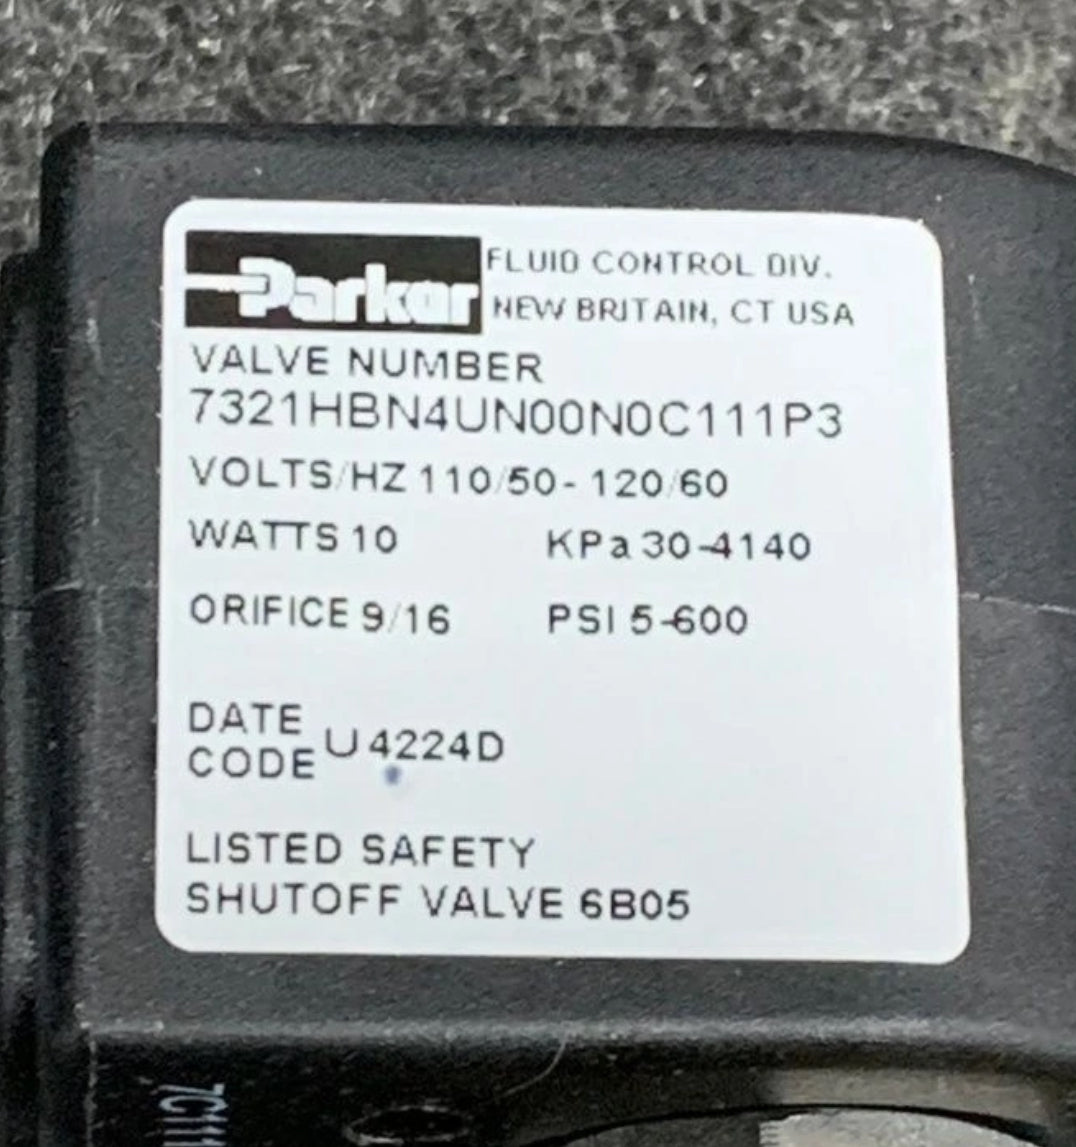 Parker
FLUID CONTROL DIV.
NEW BRITAIN, CT USA
VALVE NUMBER
7321HBN4UN00N0C111P3
VOLTS/HZ 110/50- 120/60
WATTS 10 KPa 30-4140
ORIFICE 9/16 PSI 5-600
DATE CODE U4224D
LISTED SAFETY
SHUTOFF VALVE 6B05